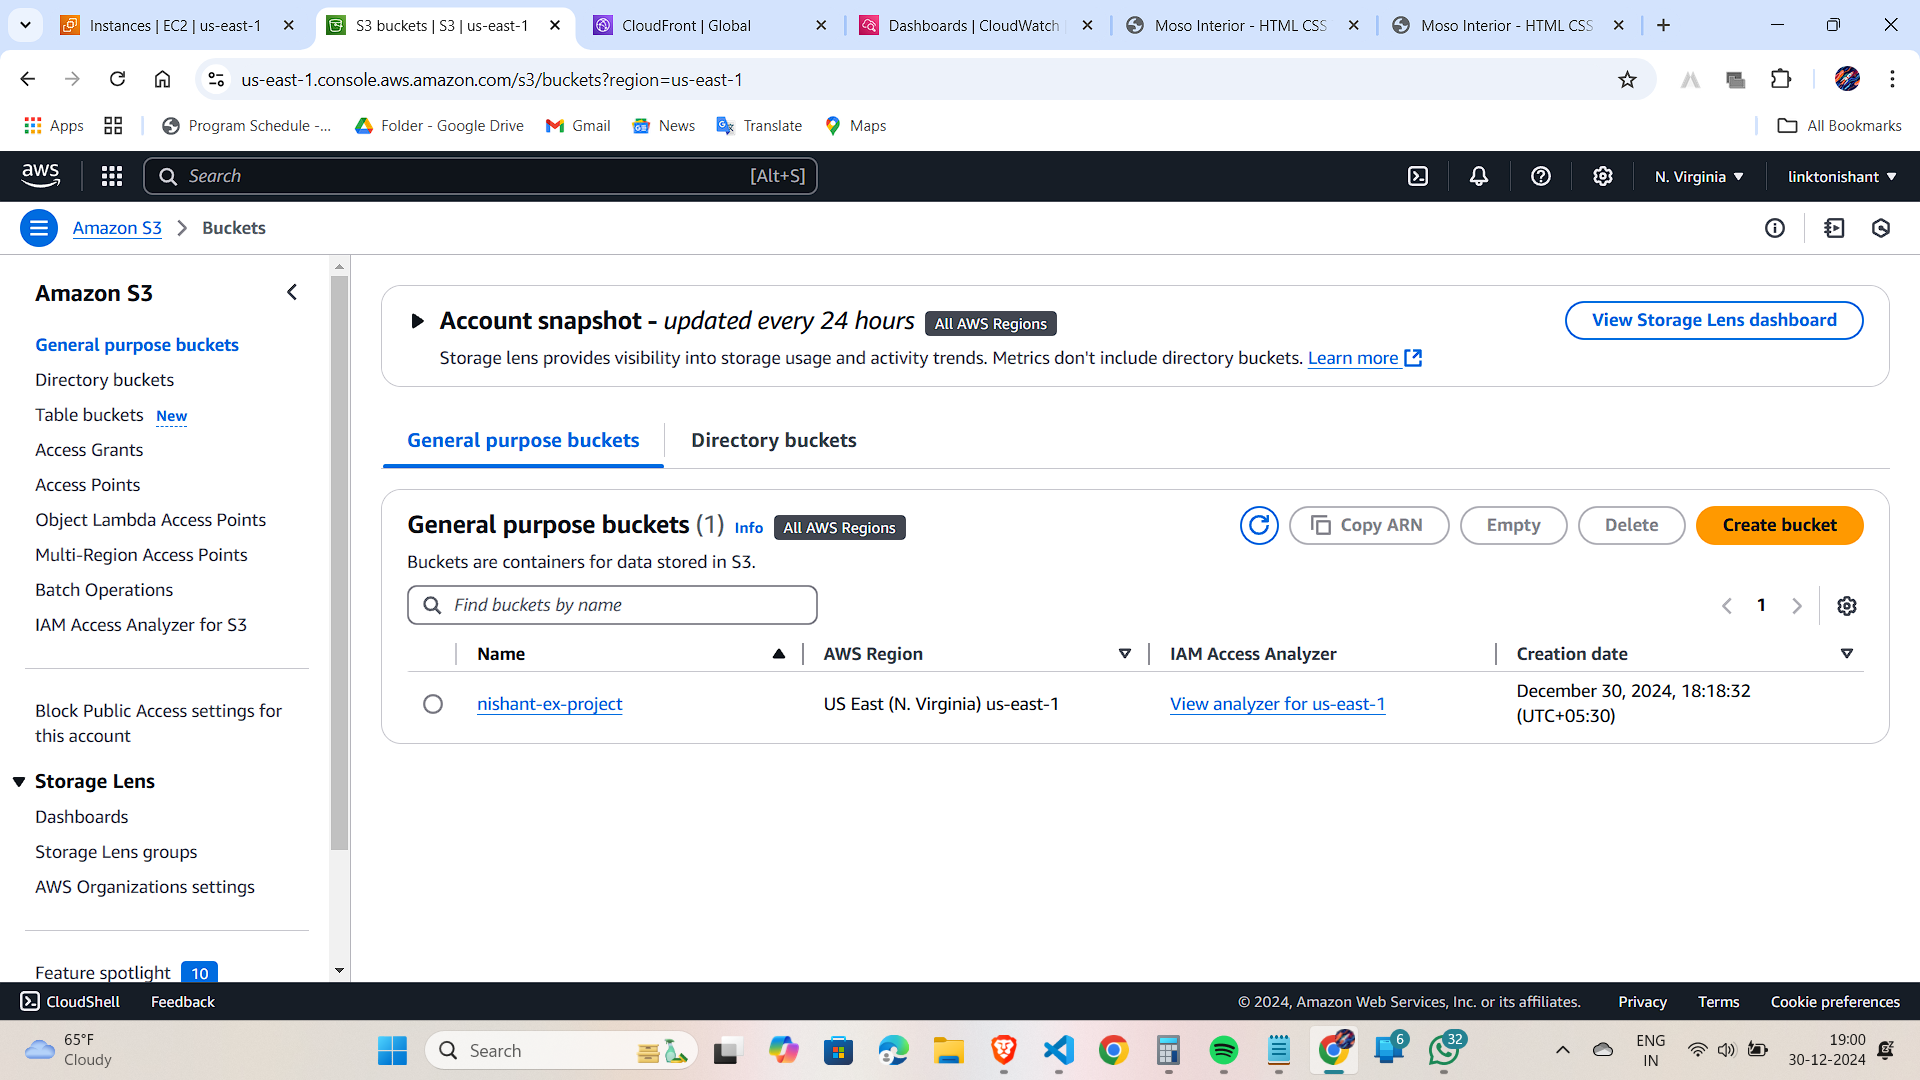 Instances | EC2 | us-east-1
S3 buckets | S3 | us-east-1
CloudFront | Global
Dashboards | CloudWatch
Moso Interior - HTML CSS
Moso Interior - HTML CSS
us-east-1.console.aws.amazon.com/s3/buckets?region=us-east-1
Apps
Program Schedule -...
Folder - Google Drive
Gmail
News
Translate
Maps
All Bookmarks
aws
Search
[Alt+S]
N. Virginia
linktonishant
Amazon S3
Buckets
Amazon S3
General purpose buckets
Directory buckets
Table buckets New
Access Grants
Access Points
Object Lambda Access Points
Multi-Region Access Points
Batch Operations
IAM Access Analyzer for S3
Block Public Access settings for
this account
Storage Lens
Dashboards
Storage Lens groups
AWS Organizations settings
Feature spotlight 10
Account snapshot - updated every 24 hours All AWS Regions
View Storage Lens dashboard
Storage lens provides visibility into storage usage and activity trends. Metrics don't include directory buckets. Learn more
General purpose buckets
Directory buckets
General purpose buckets (1) Info All AWS Regions
Copy ARN
Empty
Delete
Create bucket
Buckets are containers for data stored in S3.
Find buckets by name
1
Name
AWS Region
IAM Access Analyzer
Creation date
nishant-ex-project
US East (N. Virginia) us-east-1
View analyzer for us-east-1
December 30, 2024, 18:18:32
(UTC+05:30)
CloudShell
Feedback
© 2024, Amazon Web Services, Inc. or its affiliates.
Privacy
Terms
Cookie preferences
65°F
Cloudy
Search
6
32
ENG
IN
19:00
30-12-2024